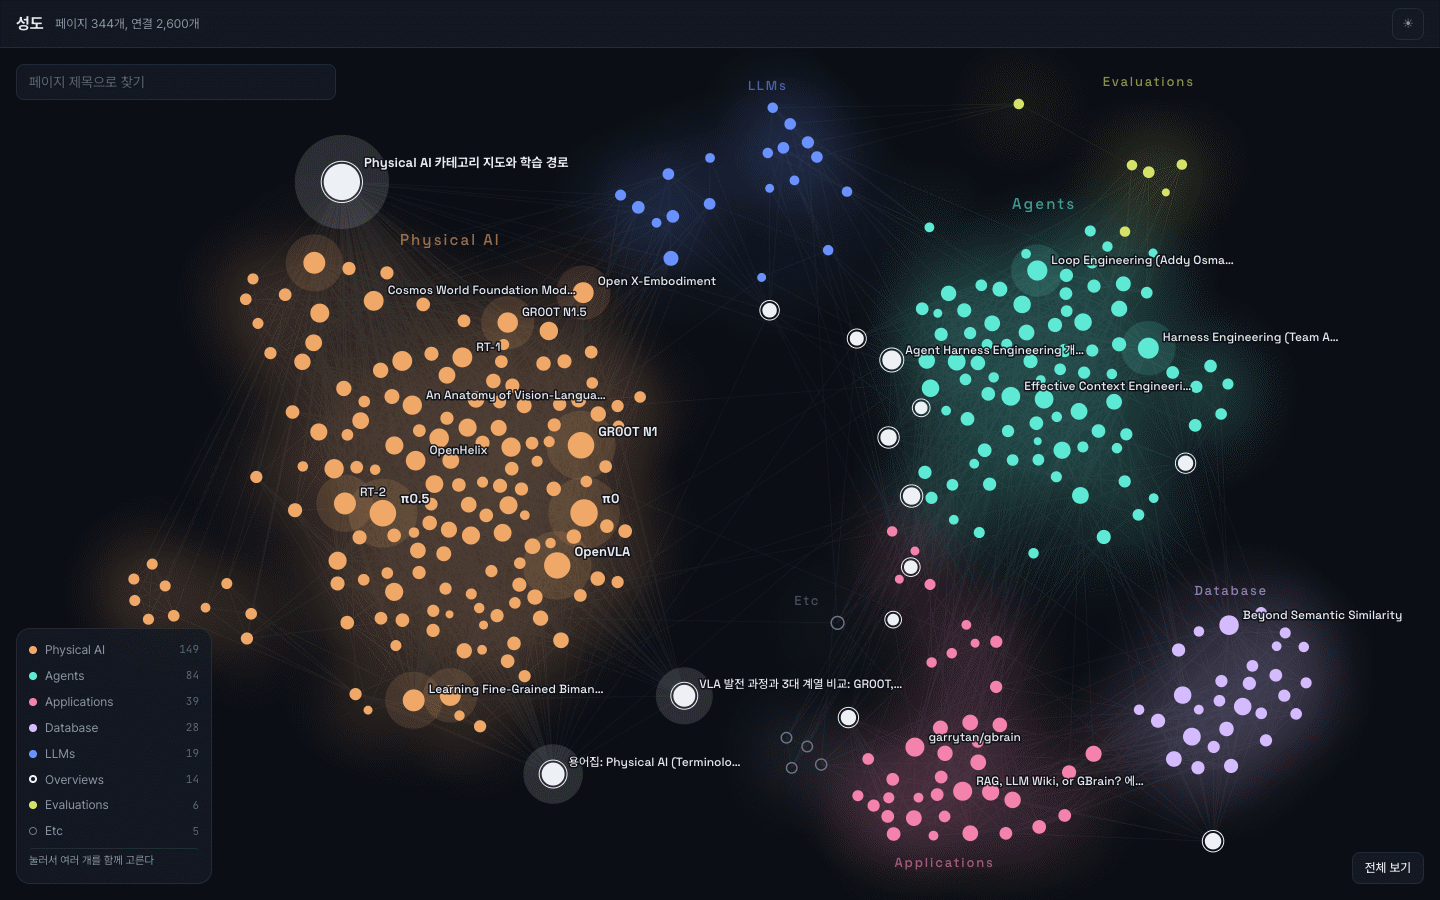 성도 페이지 344개, 연결 2,600개
☀
페이지 제목으로 찾기
LLMs
Evaluations
Physical AI 카테고리 지도와 학습 경로
Agents
Physical AI
Loop Engineering (Addy Osma...
Open X-Embodiment
Cosmos World Foundation Mod...
GROOT N1.5
Harness Engineering (Team A...
RT-1
Agent Harness Engineering 개...
Effective Context Engineeri...
An Anatomy of Vision-Langua...
GROOT N1
OpenHelix
RT-2
π0.5
π0
OpenVLA
Database
Etc
Beyond Semantic Similarity
VLA 발전 과정과 3대 계열 비교: GROOT,...
Learning Fine-Grained Biman...
garrytan/gbrain
용어집: Physical AI (Terminolo...
RAG, LLM Wiki, or GBrain? 에...
Applications
Physical AI 149
Agents 84
Applications 39
Database 28
LLMs 19
Overviews 14
Evaluations 6
Etc 5
눌러서 여러 개를 함께 고른다
전체 보기